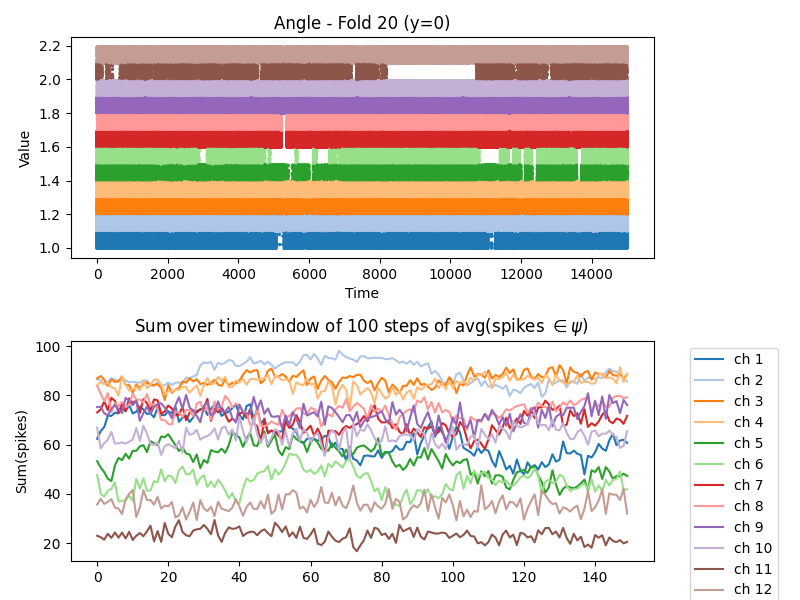 Angle - Fold 20 (y=0)
2.2
2.0
1.8
1.6
1.4
1.2
1.0
Value
0 2000 4000 6000 8000 10000 12000 14000
Time
Sum over timewindow of 100 steps of avg(spikes ∈ ψ)
100
80
60
40
20
Sum(spikes)
0 20 40 60 80 100 120 140
ch 1
ch 2
ch 3
ch 4
ch 5
ch 6
ch 7
ch 8
ch 9
ch 10
ch 11
ch 12